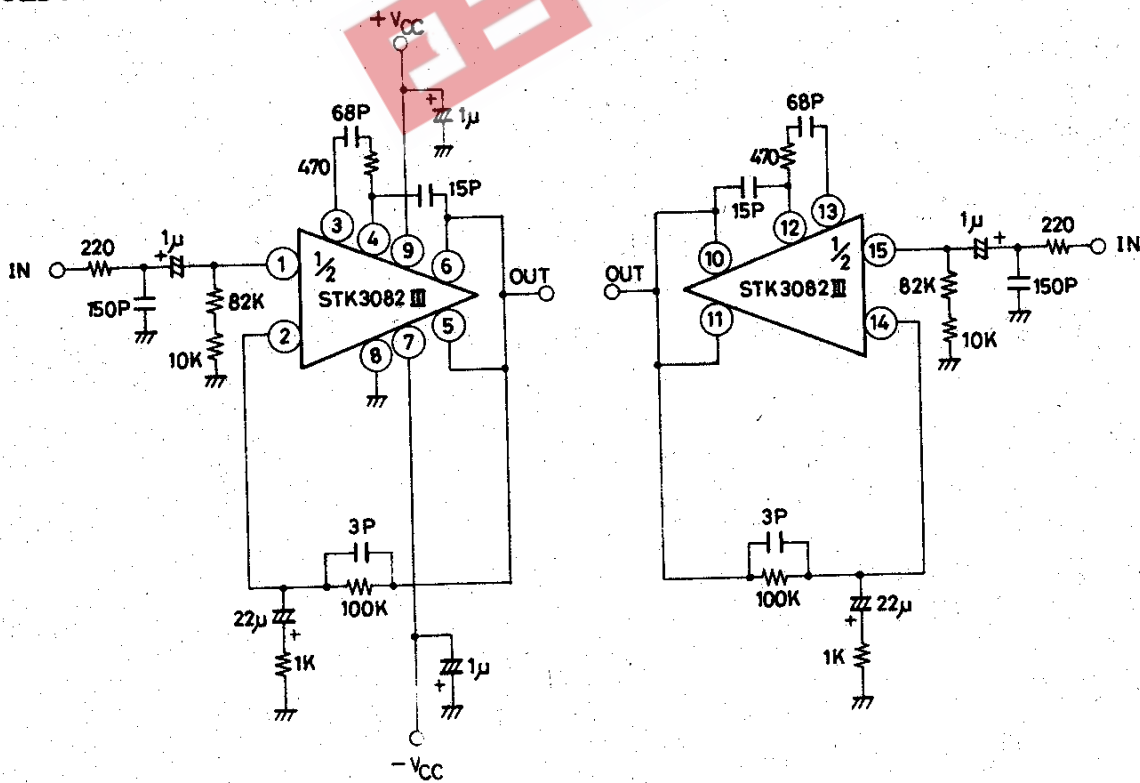 + VCC
+
1μ
68P
470
15P
3
4
9
6
220
1μ
+
IN
150P
82K
10K
1
2
1/2
STK3082 III
8
7
5
OUT
3P
100K
22μ
+
1K
1μ
+
- VCC
68P
470
15P
10
12
13
1/2
STK3082 III
11
15
14
OUT
1μ
+
220
IN
82K
150P
10K
3P
100K
22μ
+
1K